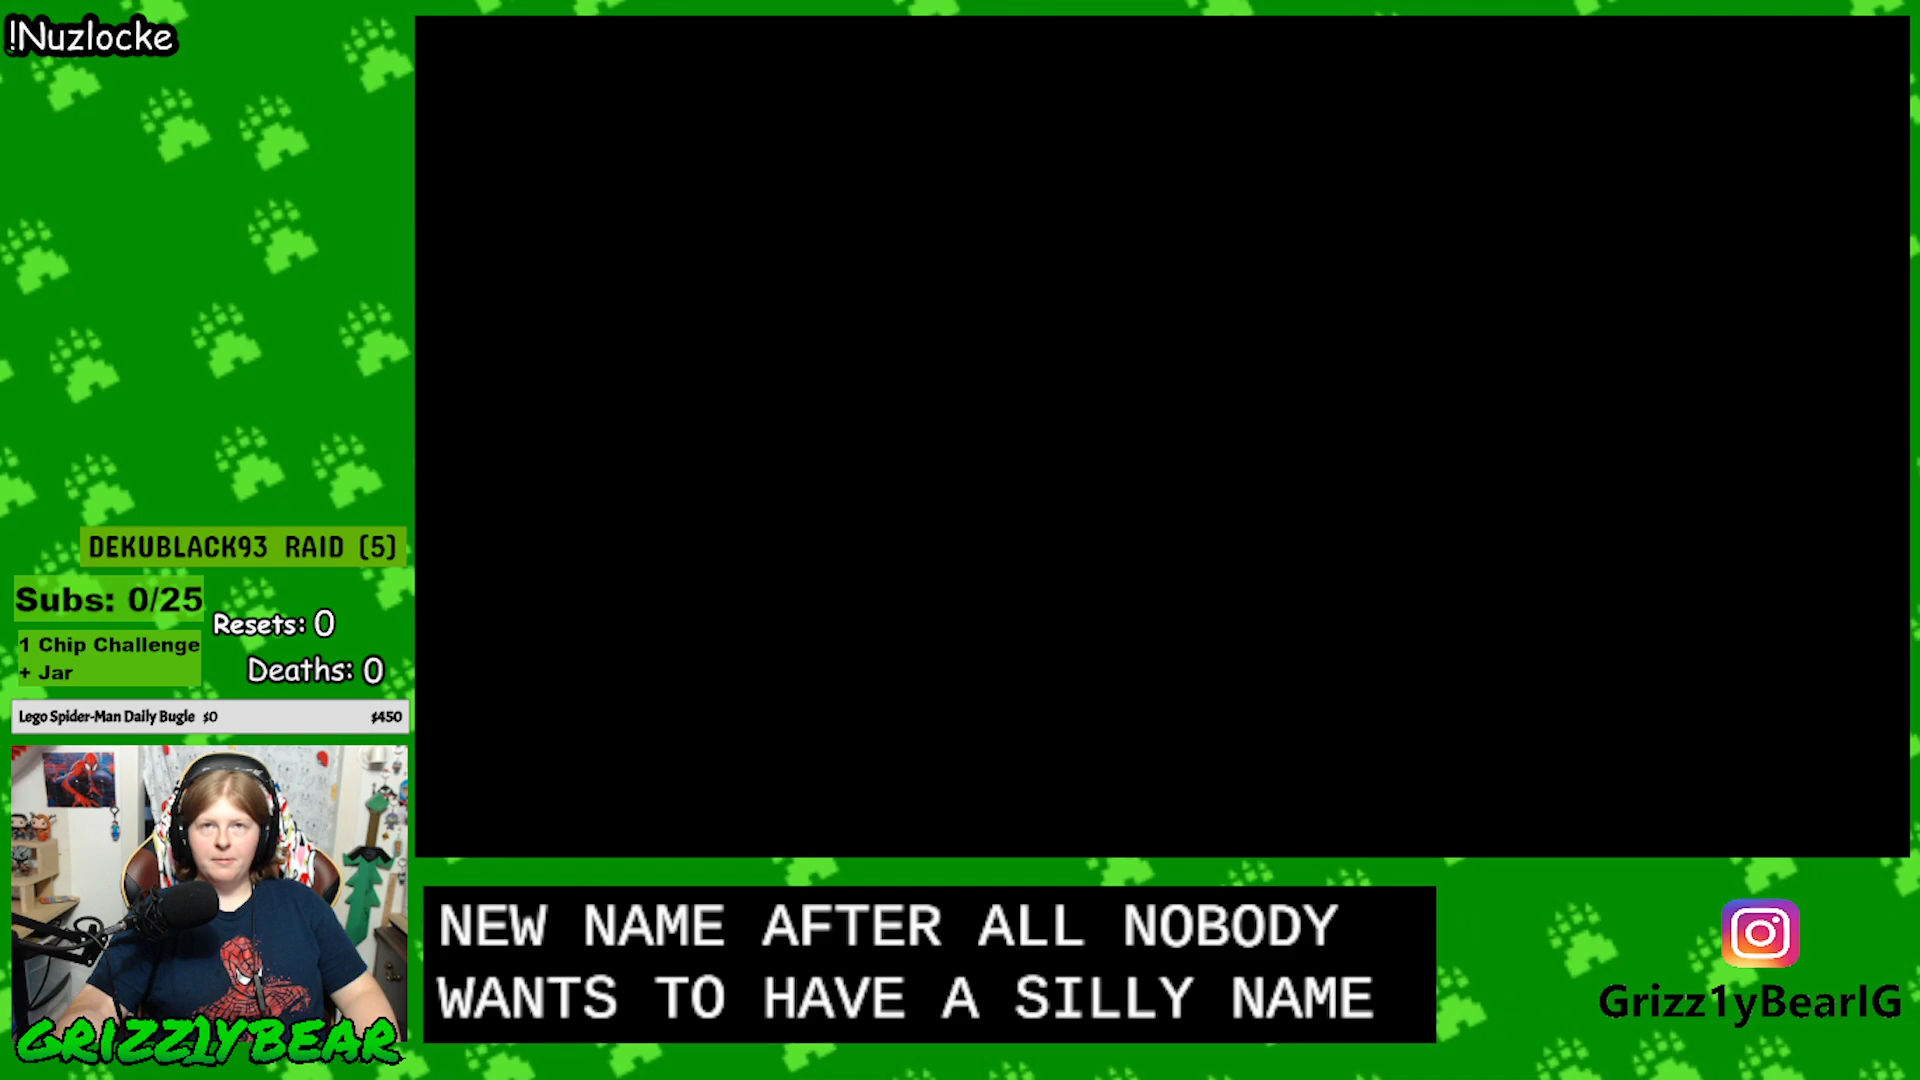 !Nuzlocke
DEKUBLACK93 RAID (5)
Subs: 0/25
Resets: 0
1 Chip Challenge
+ Jar
Deaths: 0
Lego Spider-Man Daily Bugle $0 $450
GRIZZ1YBEAR
NEW NAME AFTER ALL NOBODY
WANTS TO HAVE A SILLY NAME
Grizz1yBearIG